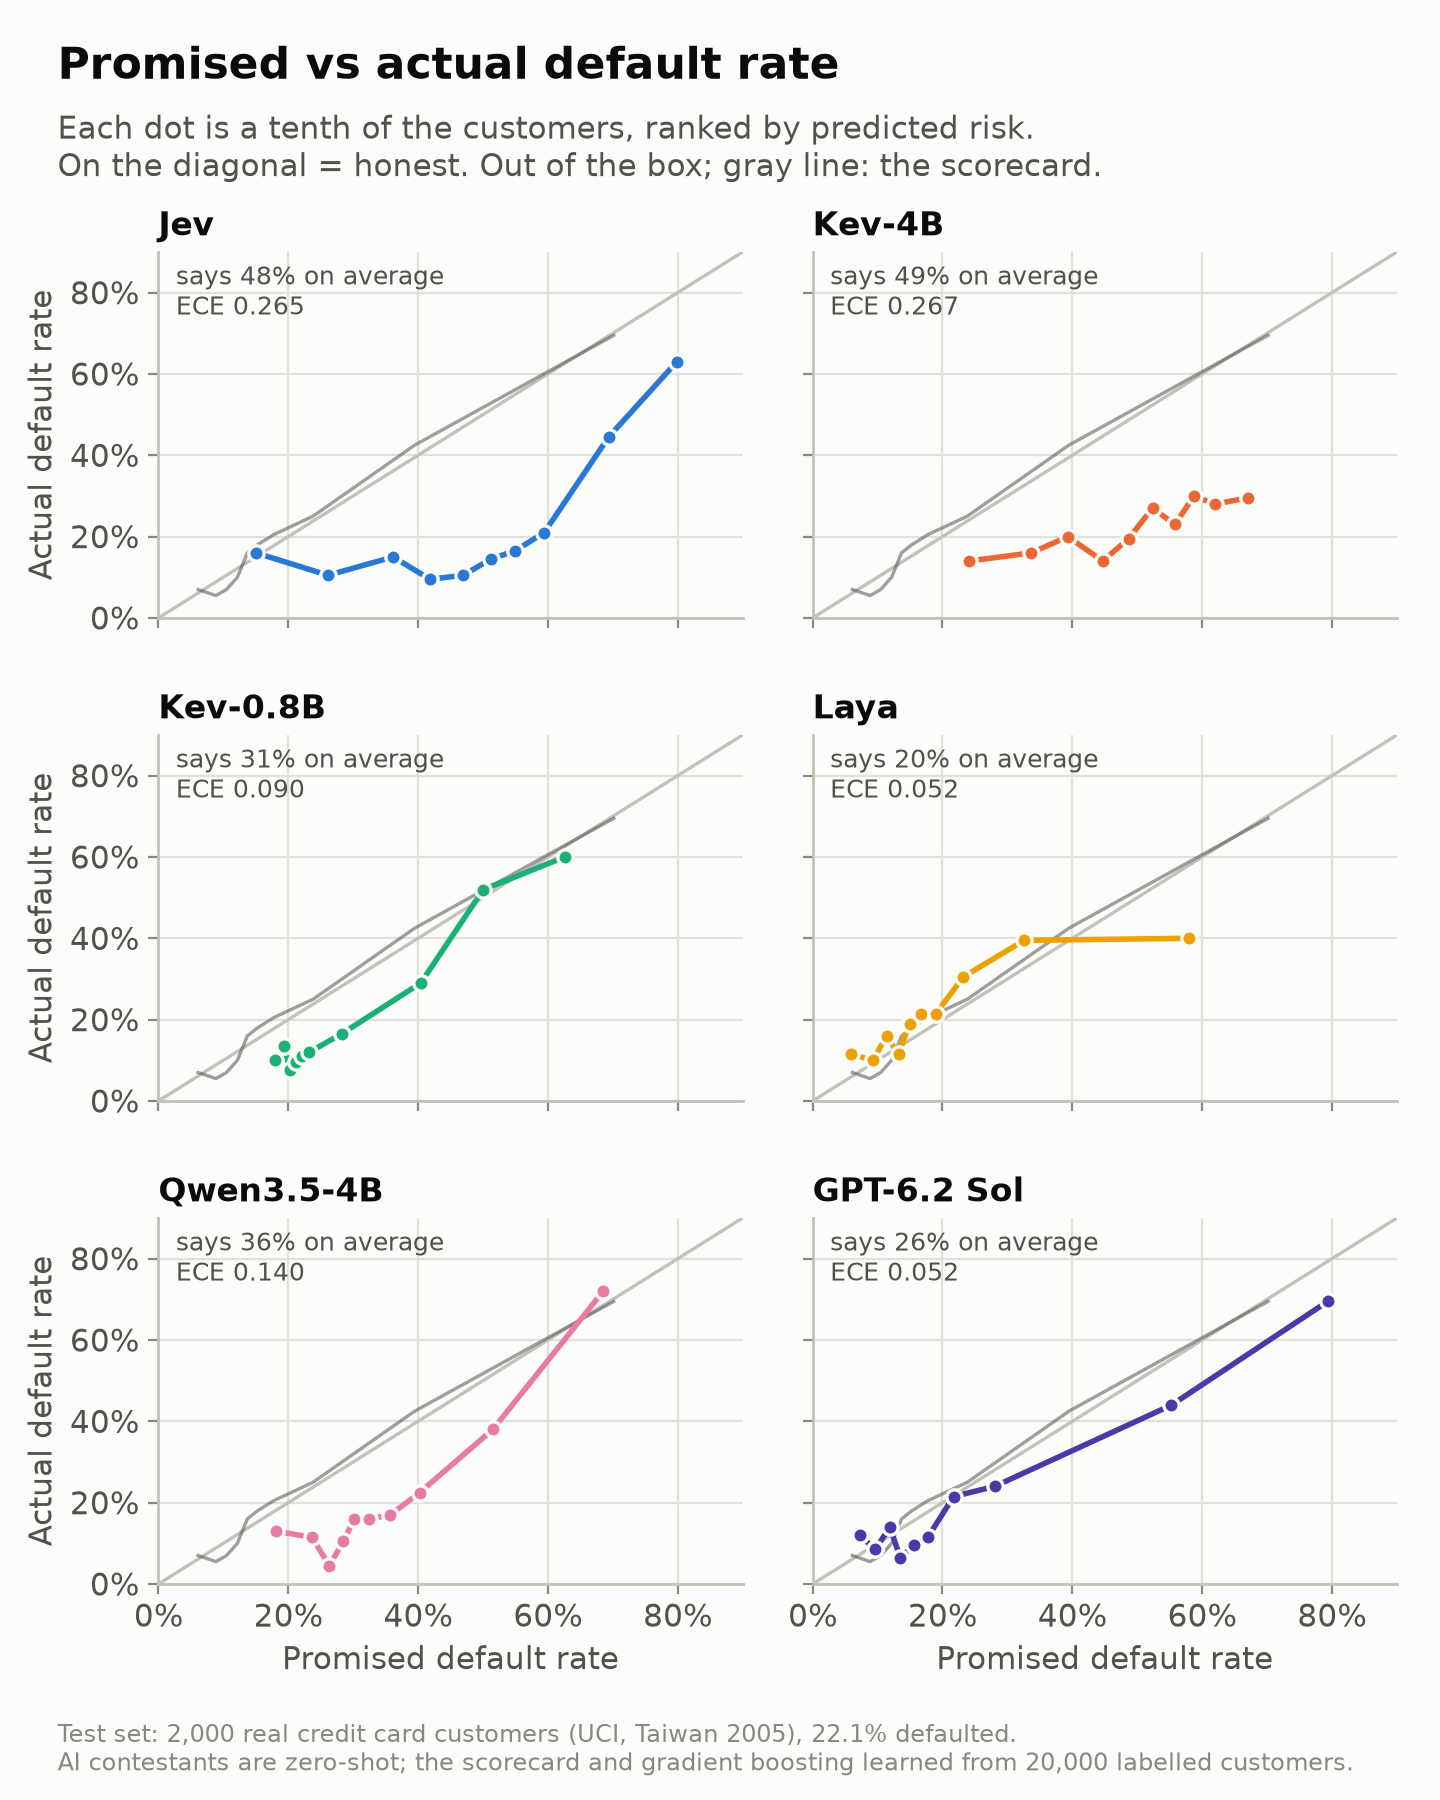 Promised vs actual default rate
Each dot is a tenth of the customers, ranked by predicted risk.
On the diagonal = honest. Out of the box; gray line: the scorecard.
Jev
says 48% on average
ECE 0.265
Actual default rate
80%
60%
40%
20%
0%
Kev-4B
says 49% on average
ECE 0.267
Kev-0.8B
says 31% on average
ECE 0.090
Actual default rate
80%
60%
40%
20%
0%
Laya
says 20% on average
ECE 0.052
Qwen3.5-4B
says 36% on average
ECE 0.140
Actual default rate
80%
60%
40%
20%
0%
0% 20% 40% 60% 80%
Promised default rate
GPT-6.2 Sol
says 26% on average
ECE 0.052
0% 20% 40% 60% 80%
Promised default rate
Test set: 2,000 real credit card customers (UCI, Taiwan 2005), 22.1% defaulted.
AI contestants are zero-shot; the scorecard and gradient boosting learned from 20,000 labelled customers.